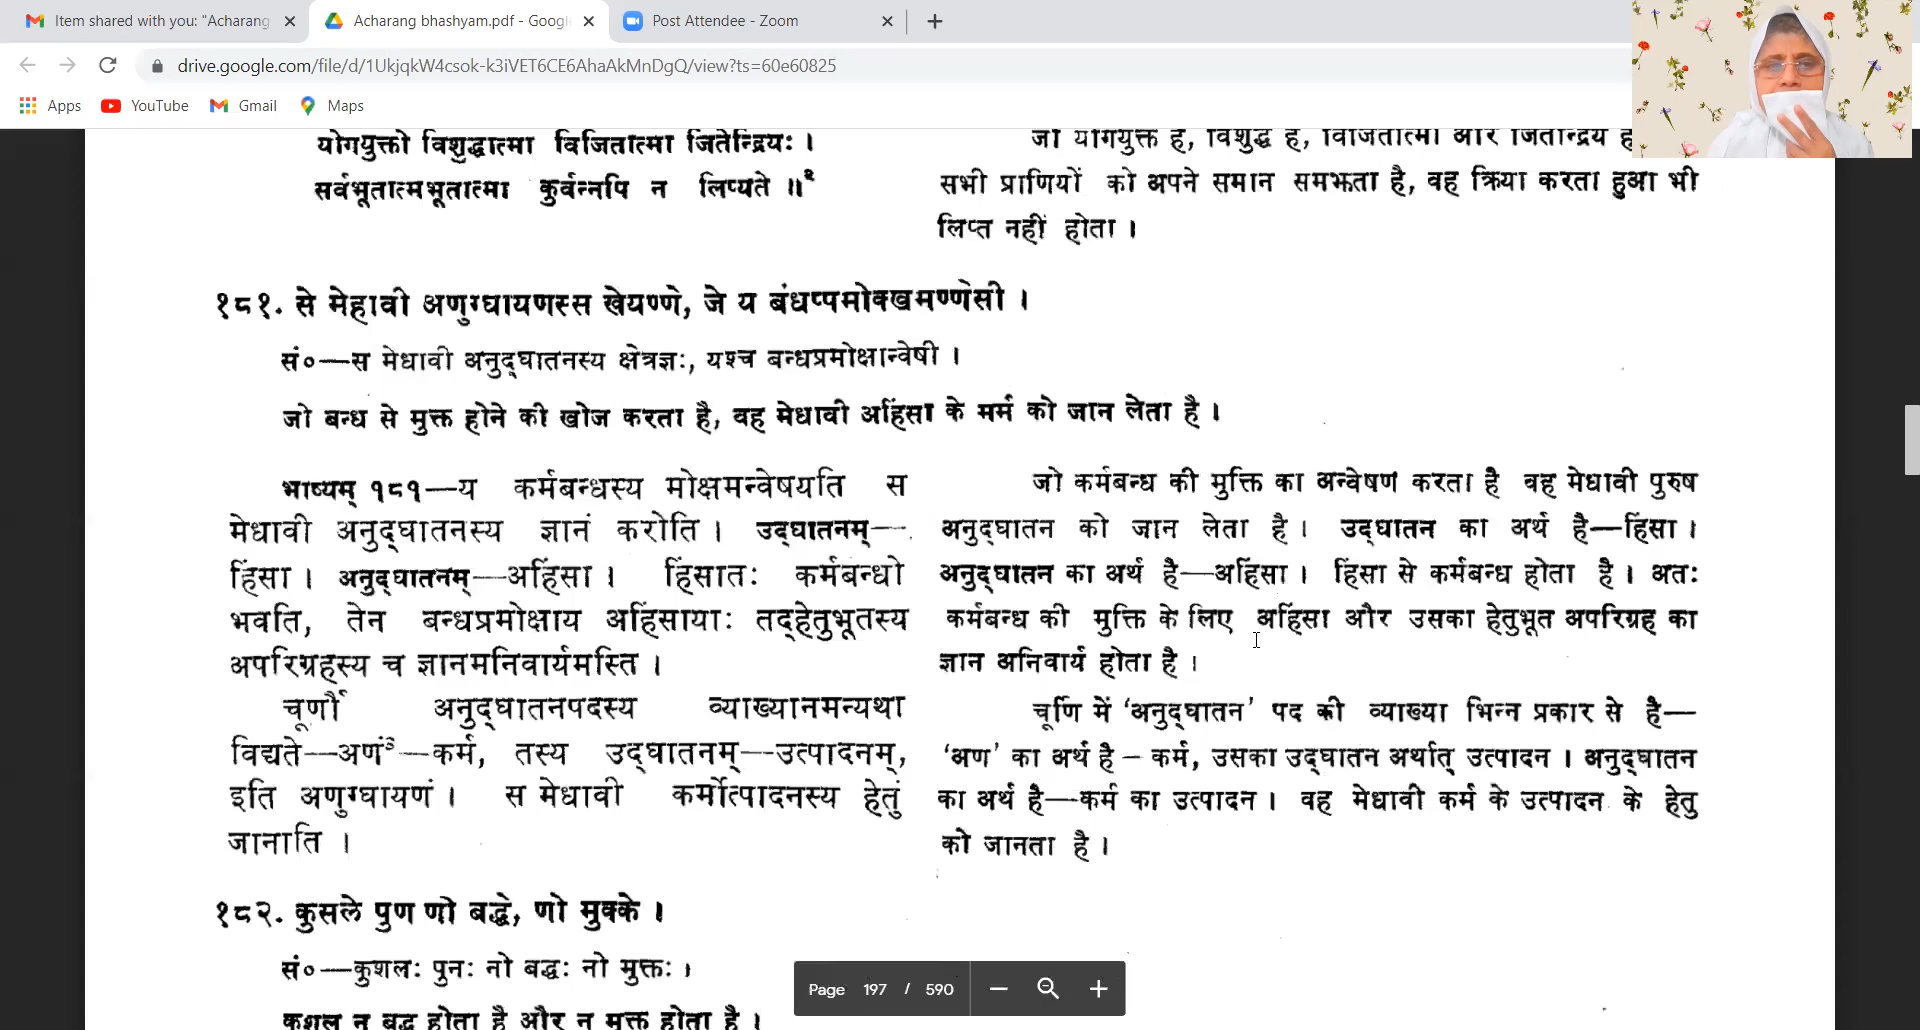 Item shared with you: "Acharang
Acharang bhashyam.pdf - Googl
Post Attendee - Zoom
drive.google.com/file/d/1UkjqkW4csok-k3iVET6CE6AhaAkMnDgQ/view?ts=60e60825
Apps YouTube Gmail Maps
योगयुक्तो विशुद्धात्मा विजितात्मा जितेन्द्रियः ।
सर्वभूतात्मभूतात्मा कुर्वन्नपि न लिप्यते ॥२
जो योगयुक्त है, विशुद्ध है, विजितात्मा और जितेन्द्रिय है
सभी प्राणियों को अपने समान समझता है, वह क्रिया करता हुआ भी
लिप्त नहीं होता ।
१८१. से मेहावी अणुग्घायणस्स खेयण्णे, जे य बंधप्पमोक्खमण्णेसी ।
सं०—स मेधावी अनुद्घातनस्य क्षेत्रज्ञः, यश्च बन्धप्रमोक्षान्वेषी ।
जो बन्ध से मुक्त होने की खोज करता है, वह मेधावी अहिंसा के मर्म को जान लेता है ।
भाष्यम् १८१—य कर्मबन्धस्य मोक्षमन्वेषयति स
मेधावी अनुद्घातनस्य ज्ञानं करोति । उद्घातनम्—
हिंसा । अनुद्घातनम्—अहिंसा । हिंसातः कर्मबन्धो
भवति, तेन बन्धप्रमोक्षाय अहिंसायाः तद्हेतुभूतस्य
अपरिग्रहस्य च ज्ञानमनिवार्यमस्ति ।
चूर्णौ अनुद्घातनपदस्य व्याख्यानमन्यथा
विद्यते—अणं३—कर्म, तस्य उद्घातनम्—उत्पादनम्,
इति अणुग्घायणं । स मेधावी कर्मोत्पादनस्य हेतुं
जानाति ।
जो कर्मबन्ध की मुक्ति का अन्वेषण करता है वह मेधावी पुरुष
अनुद्घातन को जान लेता है । उद्घातन का अर्थ है—हिंसा ।
अनुद्घातन का अर्थ है—अहिंसा । हिंसा से कर्मबन्ध होता है । अतः
कर्मबन्ध की मुक्ति के लिए अहिंसा और उसका हेतुभूत अपरिग्रह का
ज्ञान अनिवार्य होता है ।
चूर्णि में 'अनुद्घातन' पद की व्याख्या भिन्न प्रकार से है—
'अण' का अर्थ है – कर्म, उसका उद्घातन अर्थात् उत्पादन । अनुद्घातन
का अर्थ है—कर्म का उत्पादन । वह मेधावी कर्म के उत्पादन के हेतु
को जानता है ।
१८२. कुसले पुण णो बद्धे, णो मुक्के ।
सं०—कुशलः पुनः नो बद्धः नो मुक्तः ।
कुशल न बद्ध होता है और न मुक्त होता है ।
Page 197 / 590